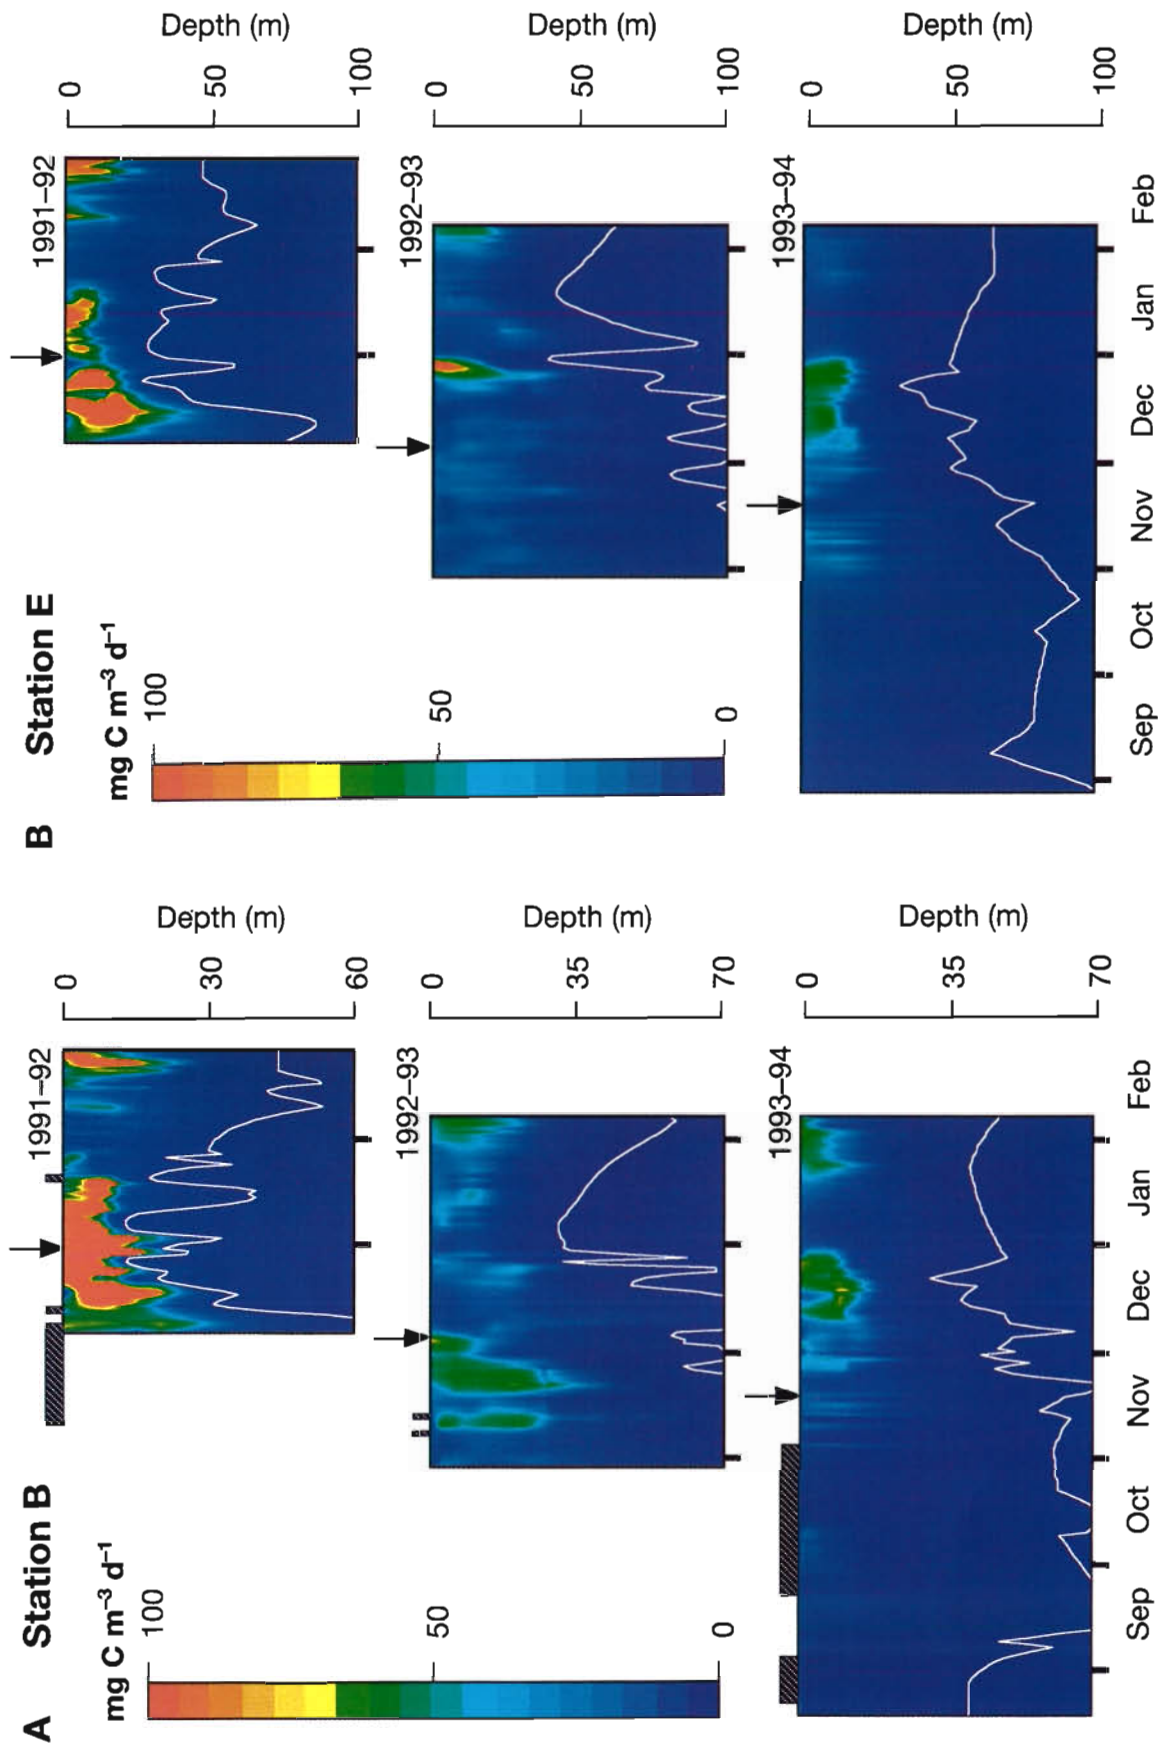 A Station B
mg C m⁻³ d⁻¹
100
50
0
1991–92
0
30
60
Depth (m)
1992–93
0
35
70
Depth (m)
1993–94
0
35
70
Depth (m)
Sep Oct Nov Dec Jan Feb
B Station E
mg C m⁻³ d⁻¹
100
50
0
1991–92
0
50
100
Depth (m)
1992–93
0
50
100
Depth (m)
1993–94
0
50
100
Depth (m)
Sep Oct Nov Dec Jan Feb